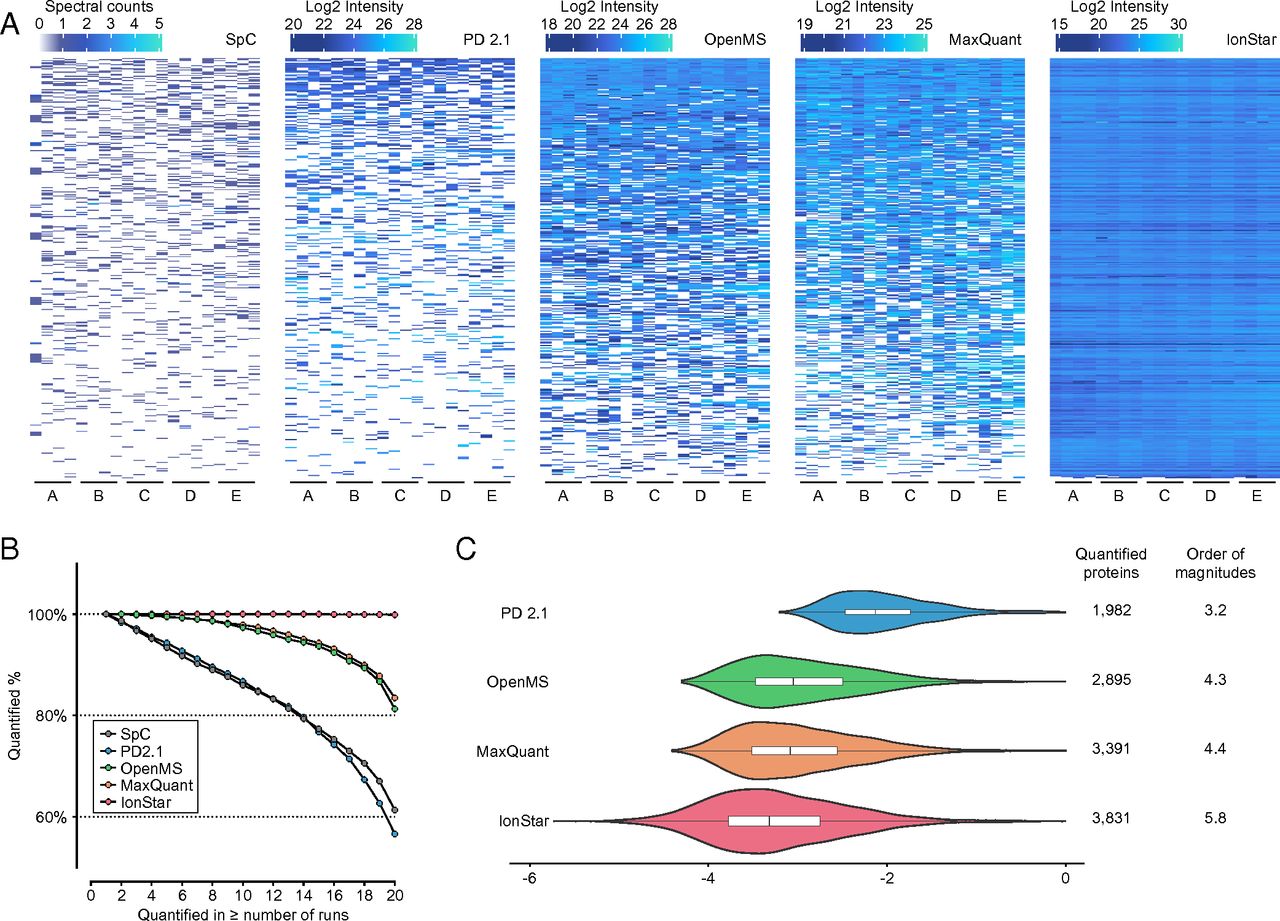 A
Spectral counts
0 1 2 3 4 5
SpC
Log2 Intensity
20 22 24 26 28
PD 2.1
Log2 Intensity
18 20 22 24 26 28
OpenMS
Log2 Intensity
19 21 23 25
MaxQuant
Log2 Intensity
15 20 25 30
IonStar
A B C D E
A B C D E
A B C D E
A B C D E
A B C D E
B
Quantified %
100%
80%
60%
SpC
PD2.1
OpenMS
MaxQuant
IonStar
0 2 4 6 8 10 12 14 16 18 20
Quantified in ≥ number of runs
C
Quantified proteins
Order of magnitudes
PD 2.1 1,982 3.2
OpenMS 2,895 4.3
MaxQuant 3,391 4.4
IonStar 3,831 5.8
-6 -4 -2 0